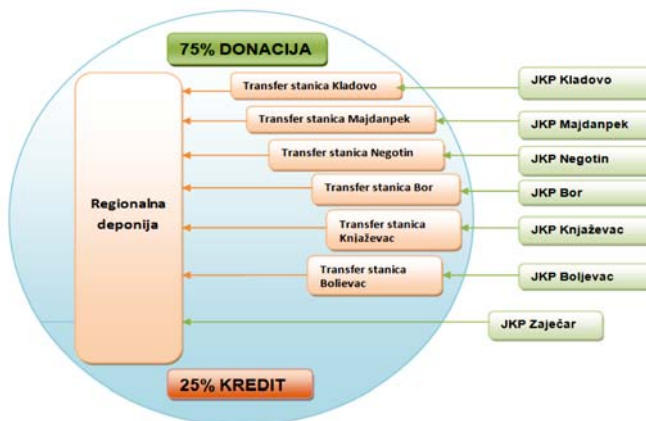 75% DONACIJA
Transfer stanica Kladovo
JKP Kladovo
Transfer stanica Majdanpek
JKP Majdanpek
Transfer stanica Negotin
JKP Negotin
Transfer stanica Bor
JKP Bor
Regionalna
deponija
Transfer stanica
Knjaževac
JKP Knjaževac
Transfer stanica
Bolievac
JKP Boljevac
JKP Zaječar
25% KREDIT